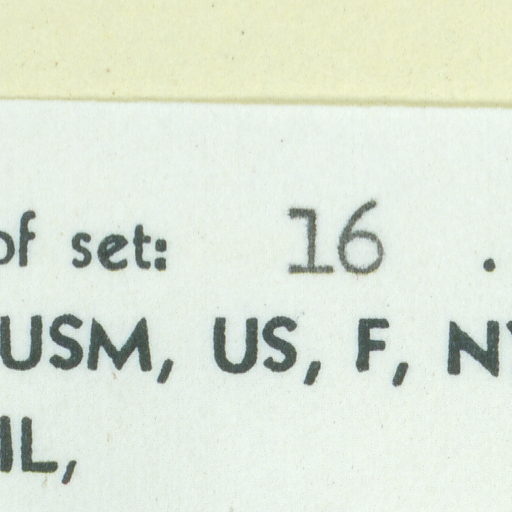 of set: 16 .
USM, US, F, NY
IL,